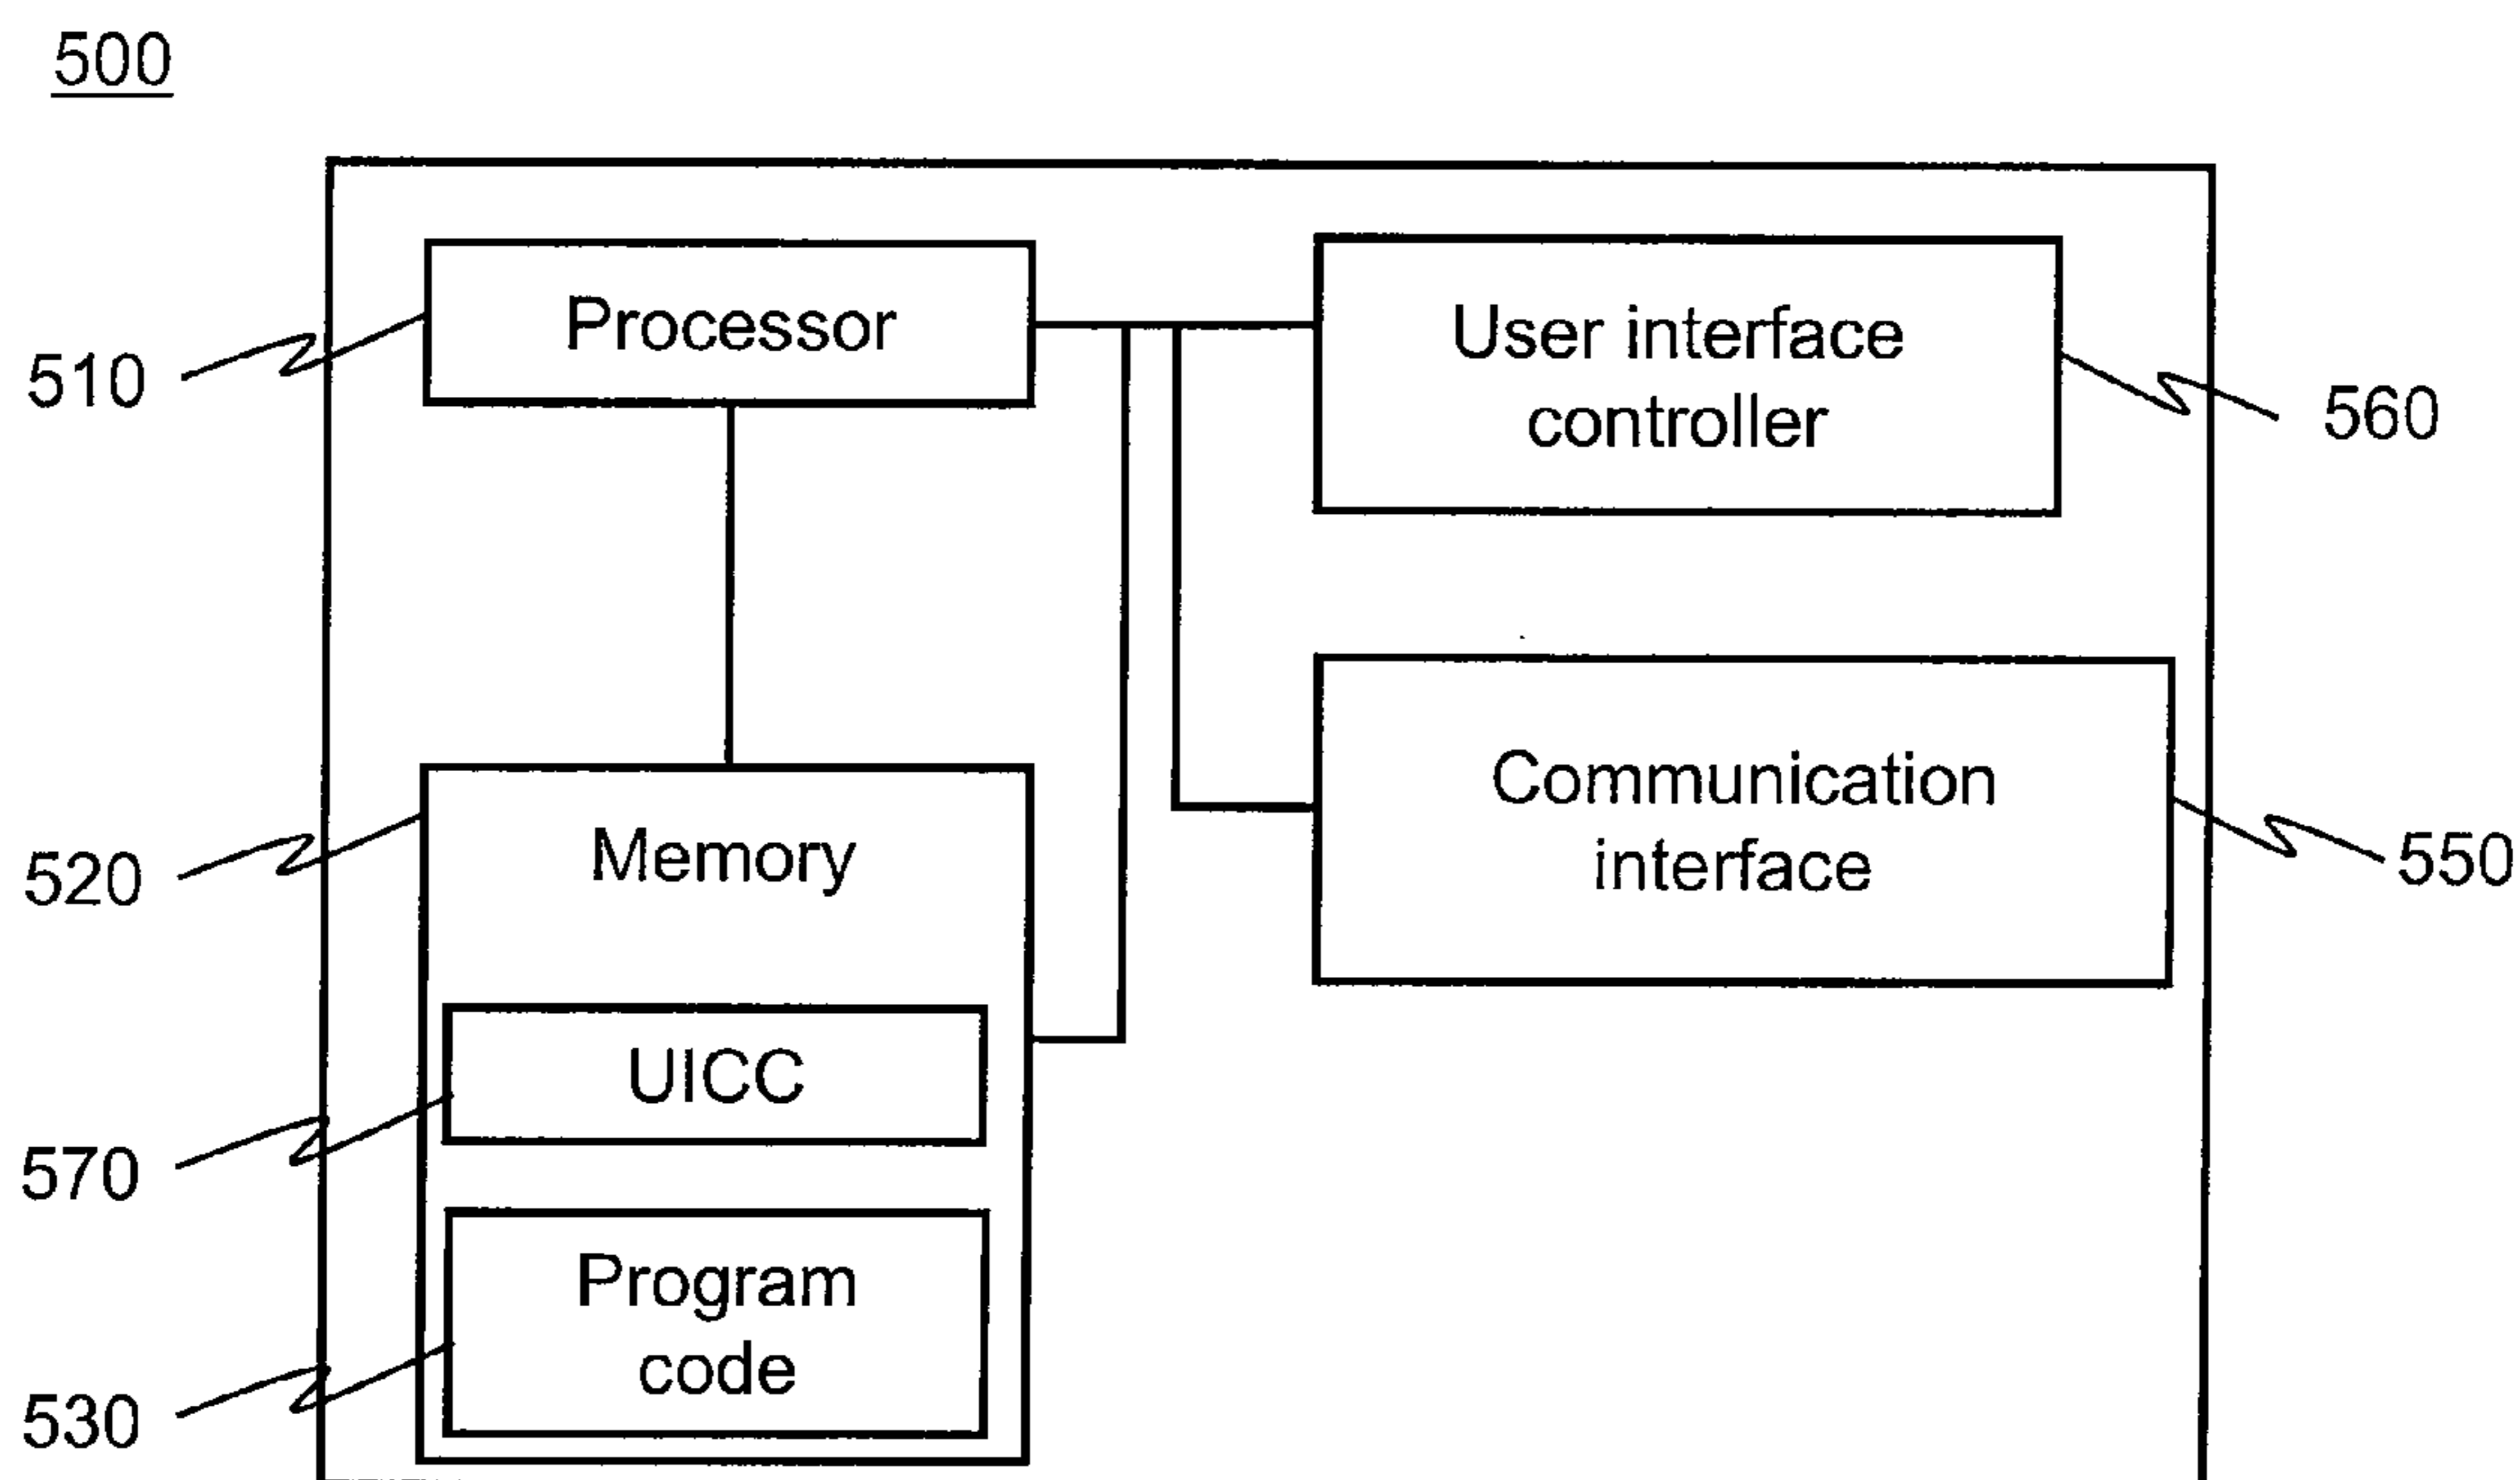 500
Processor
510
User interface
controller
560
Memory
520
Communication
interface
550
UICC
570
Program
code
530